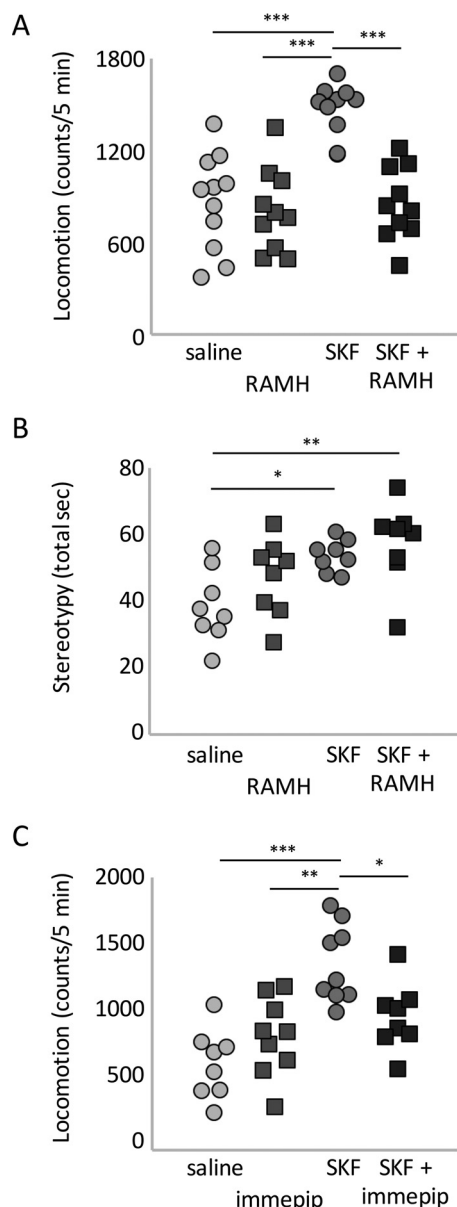 A
***
*** ***
1800
1200
600
0
Locomotion (counts/5 min)
saline SKF SKF +
RAMH RAMH
B
**
*
80
60
40
20
0
Stereotypy (total sec)
saline SKF SKF +
RAMH RAMH
C
***
** *
2000
1500
1000
500
0
Locomotion (counts/5 min)
saline SKF SKF +
immepip immepip